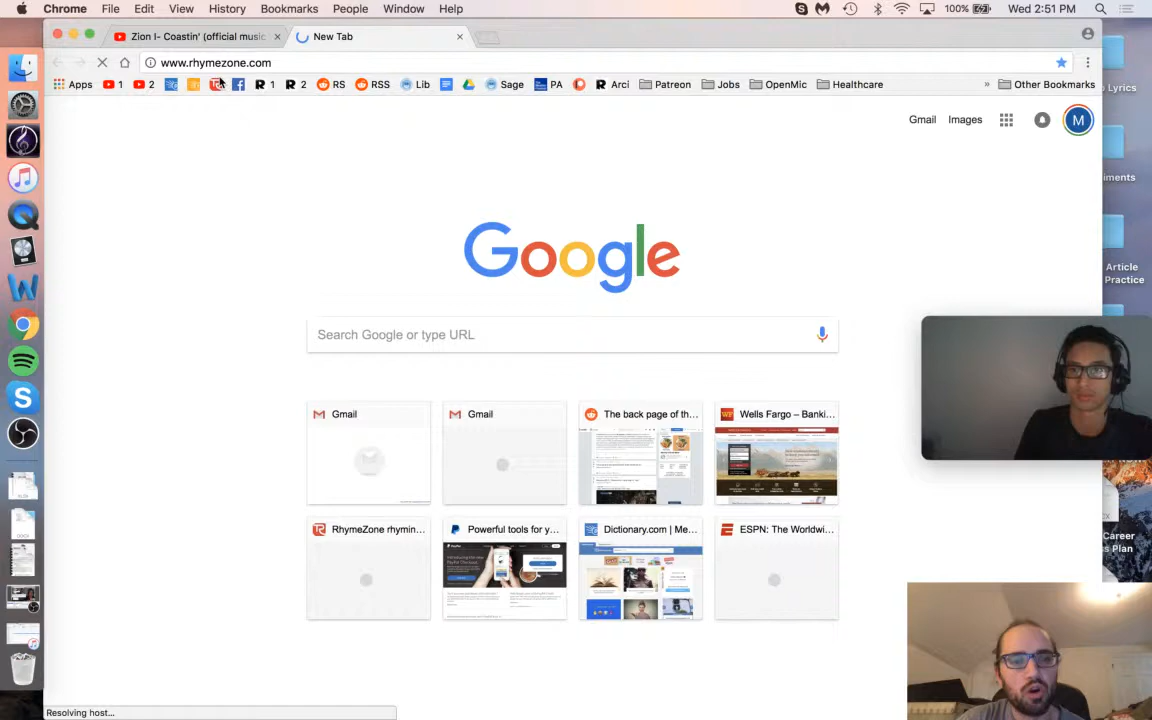 Chrome File Edit View History Bookmarks People Window Help 100% Wed 2:51 PM
Zion I- Coastin' (official music New Tab
www.rhymezone.com
Apps 1 2 R 1 R 2 RS RSS Lib Sage PA R Arci Patreon Jobs OpenMic Healthcare » Other Bookmarks
Lyrics
Gmail Images M
iments
Google
Article
Practice
Search Google or type URL
Gmail Gmail The back page of th... Wells Fargo – Banki...
RhymeZone rhymin... Powerful tools for y... Dictionary.com | Me... ESPN: The Worldwi...
Career
s Plan
Resolving host...